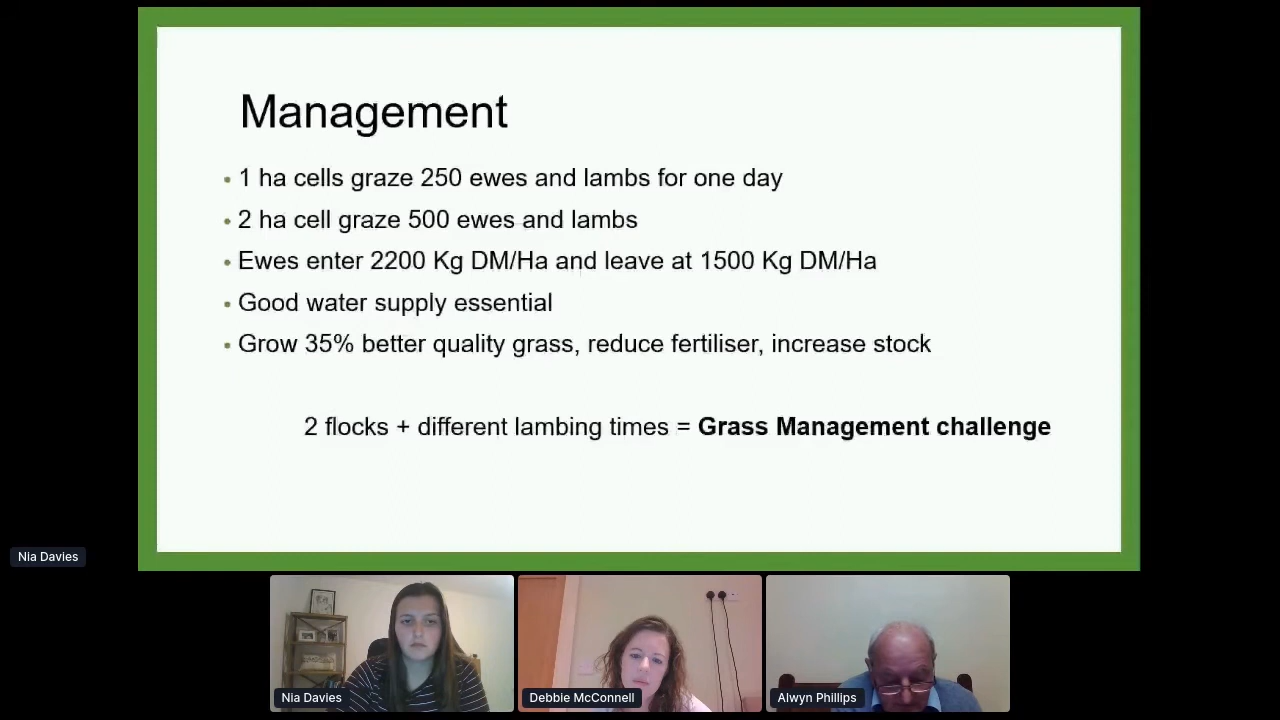 Management
1 ha cells graze 250 ewes and lambs for one day
2 ha cell graze 500 ewes and lambs
Ewes enter 2200 Kg DM/Ha and leave at 1500 Kg DM/Ha
Good water supply essential
Grow 35% better quality grass, reduce fertiliser, increase stock
2 flocks + different lambing times = Grass Management challenge
Nia Davies
Nia Davies
Debbie McConnell
Alwyn Phillips